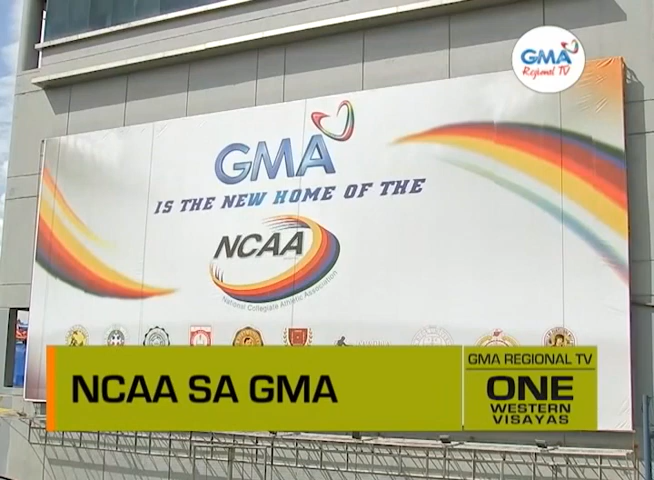 GMA
Regional TV
GMA
IS THE NEW HOME OF THE
NCAA
National Collegiate Athletic Association
NCAA SA GMA
GMA REGIONAL TV
ONE
WESTERN
VISAYAS